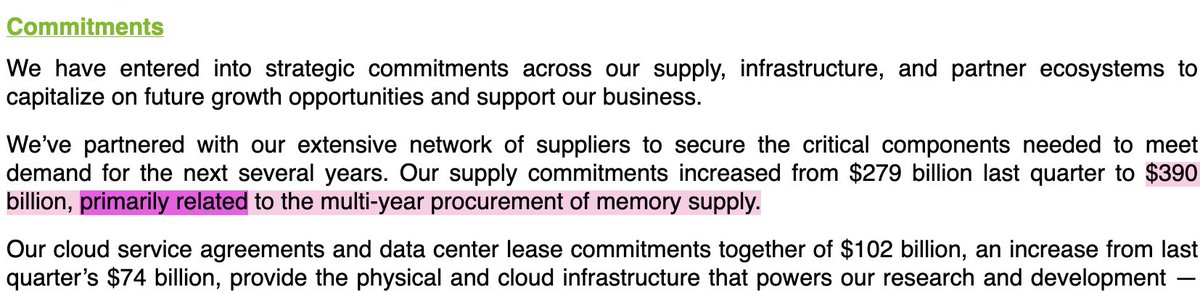 Commitments
We have entered into strategic commitments across our supply, infrastructure, and partner ecosystems to
capitalize on future growth opportunities and support our business.
We’ve partnered with our extensive network of suppliers to secure the critical components needed to meet
demand for the next several years. Our supply commitments increased from $279 billion last quarter to $390
billion, primarily related to the multi-year procurement of memory supply.
Our cloud service agreements and data center lease commitments together of $102 billion, an increase from last
quarter’s $74 billion, provide the physical and cloud infrastructure that powers our research and development —